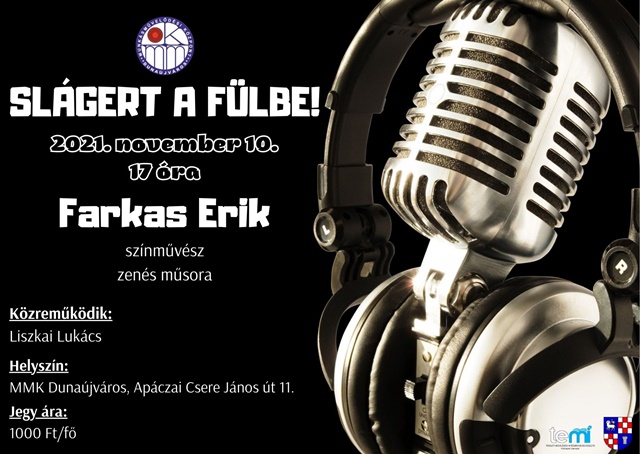 SLÁGERT A FÜLBE!
2021. november 10.
17 óra
Farkas Erik
színművész
zenés műsora
Közreműködik:
Liszkai Lukács
Helyszín:
MMK Dunaújváros, Apáczai Csere János út 11.
Jegy ára:
1000 Ft/fő
L
R
temi